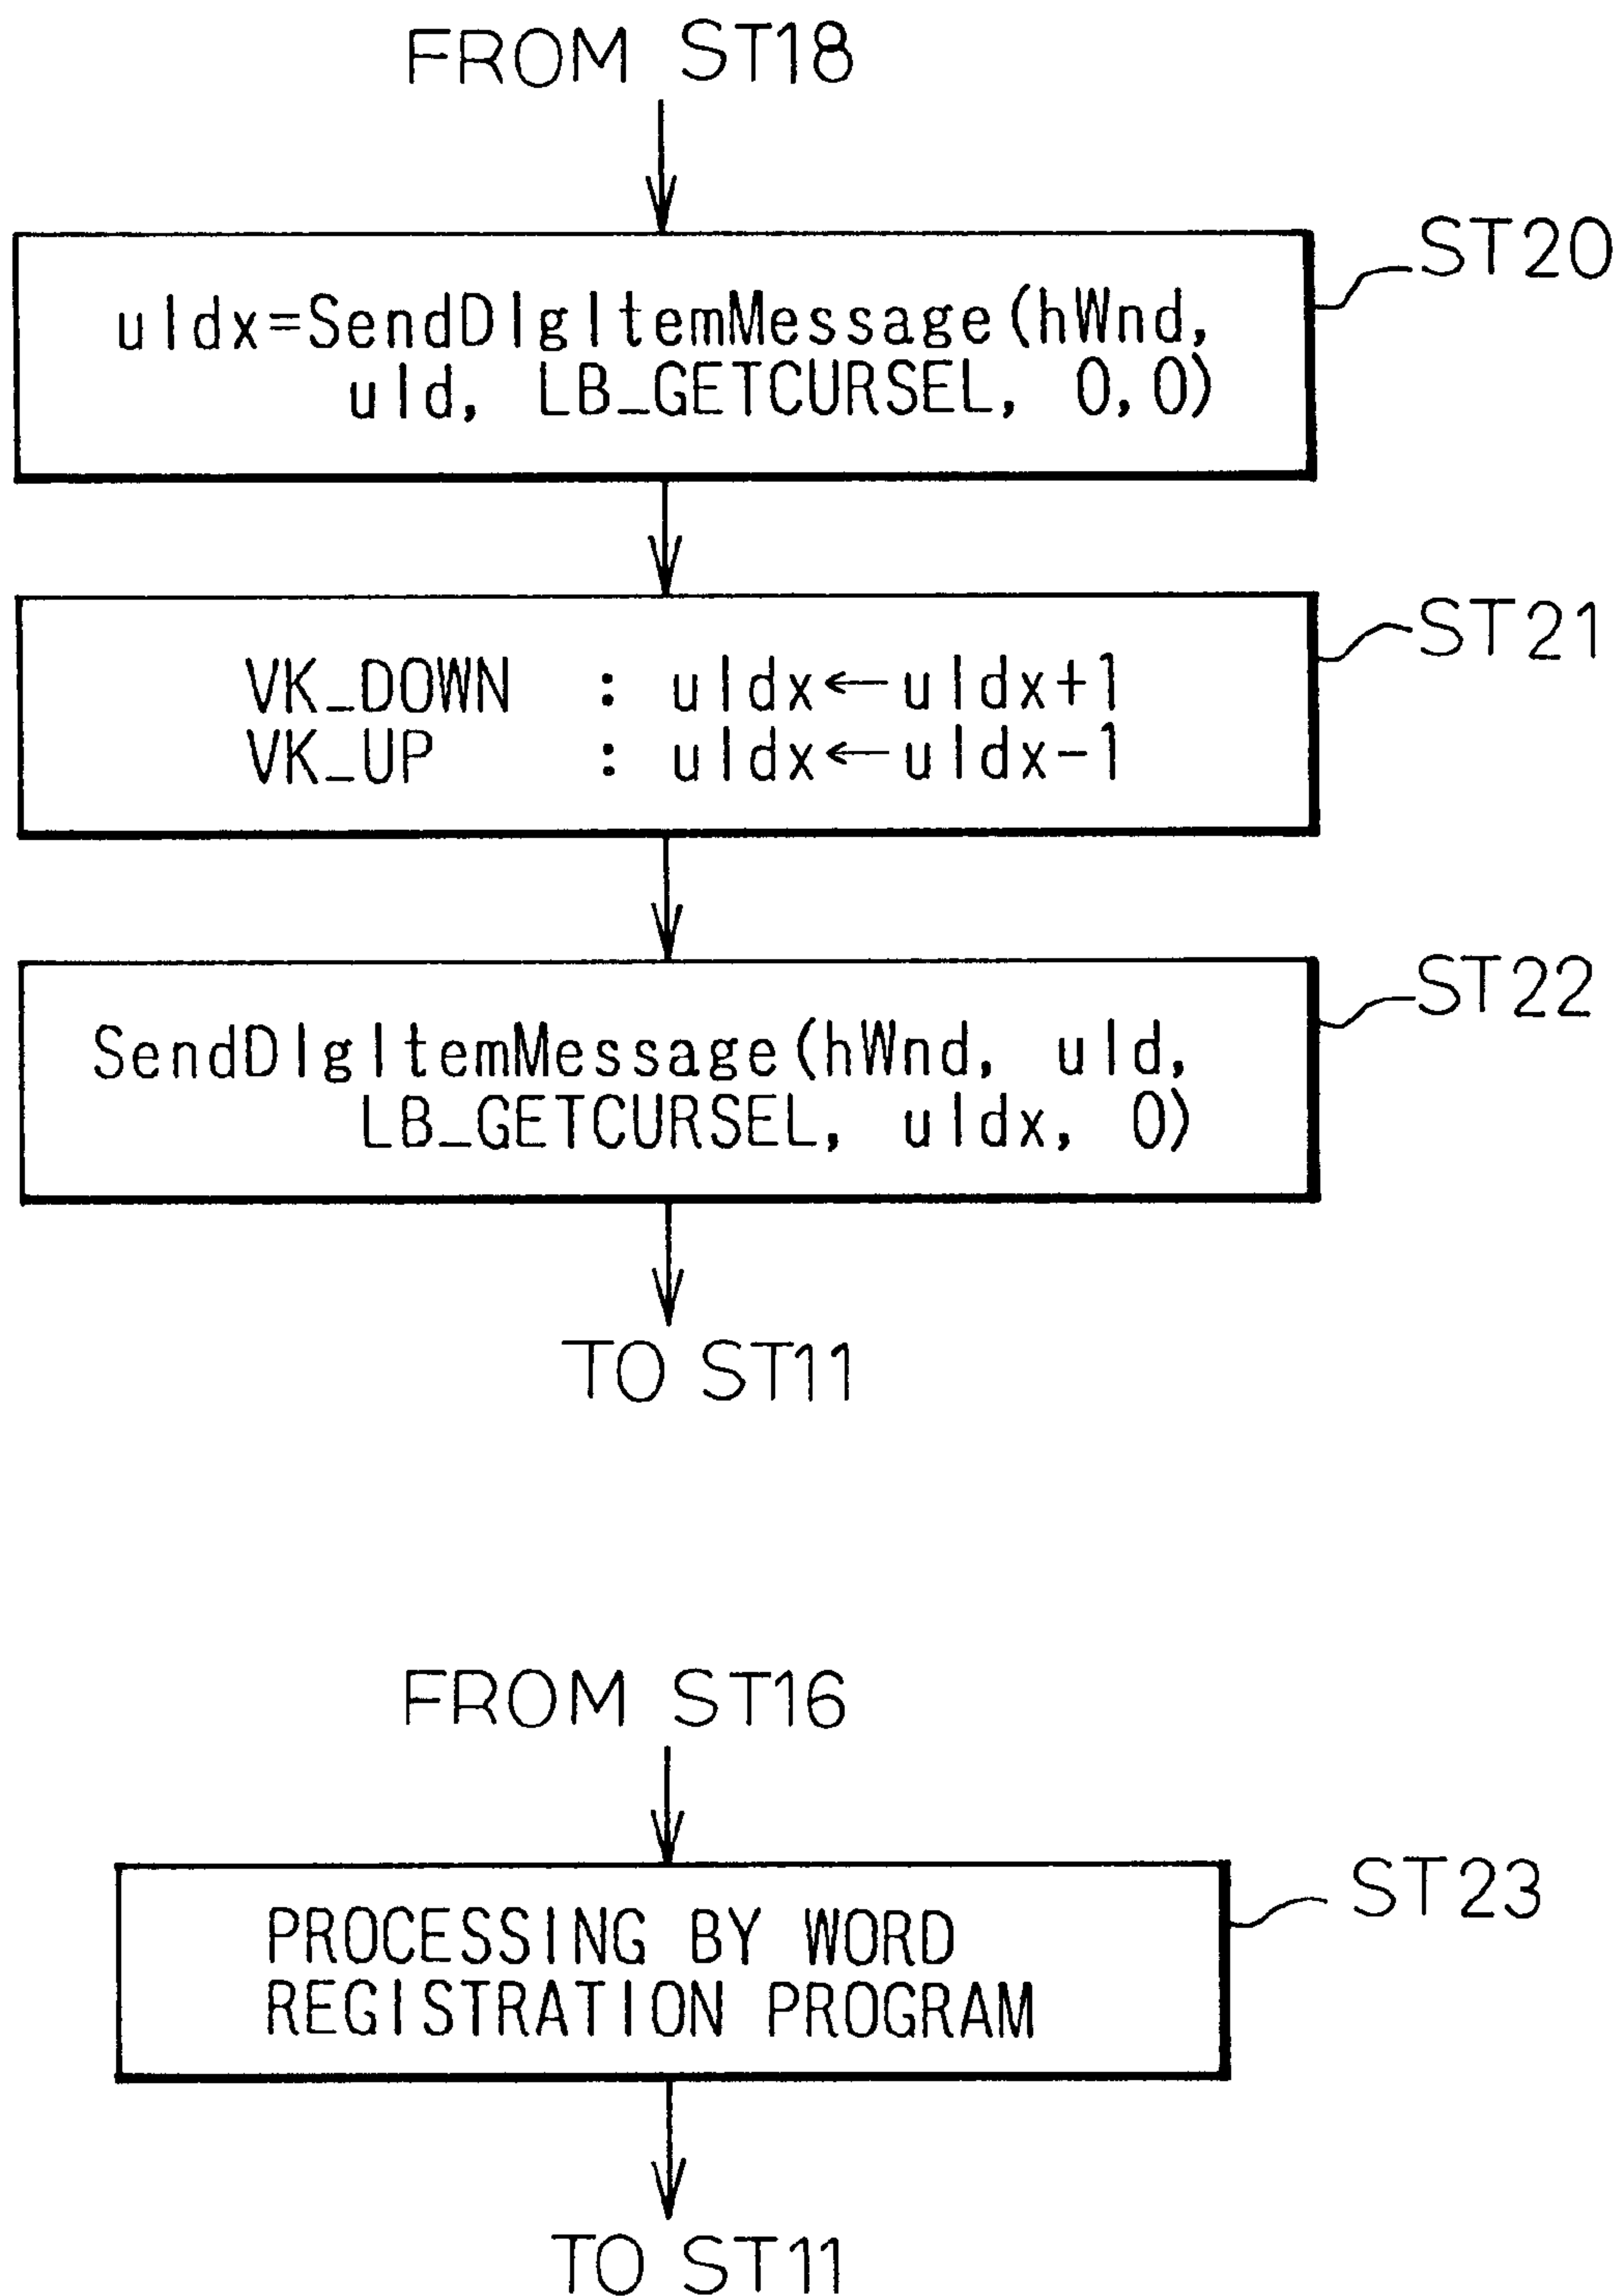 FROM ST18
ST20
uIdx=SendDlgItemMessage(hWnd,
uId, LB_GETCURSEL, 0,0)
ST21
VK_DOWN : uIdx←uIdx+1
VK_UP : uIdx←uIdx-1
ST22
SendDlgItemMessage(hWnd, uId,
LB_GETCURSEL, uIdx, 0)
TO ST11
FROM ST16
ST23
PROCESSING BY WORD
REGISTRATION PROGRAM
TO ST11